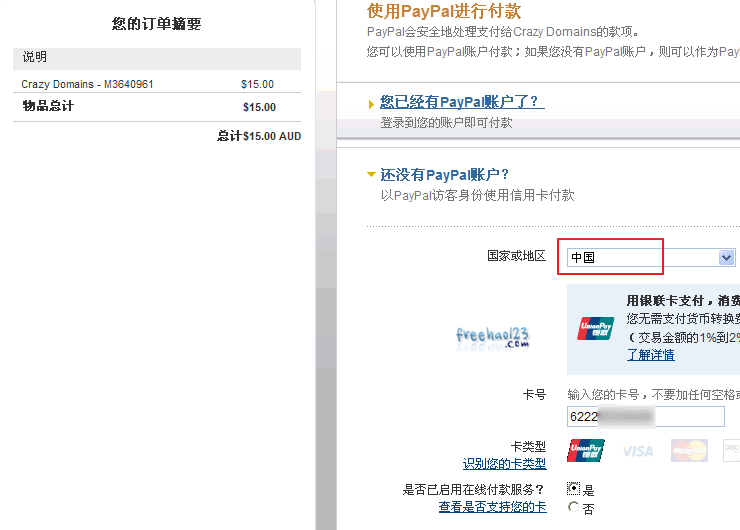 您的订单摘要
说明
Crazy Domains - M3640961 $15.00
物品总计 $15.00
总计$15.00 AUD
使用PayPal进行付款
PayPal会安全地处理支付给Crazy Domains的款项。
您可以使用PayPal账户付款；如果您没有PayPal账户，则可以作为Pay
您已经有PayPal账户了？
登录到您的账户即可付款
还没有PayPal账户？
以PayPal访客身份使用信用卡付款
国家或地区 中国
用银联卡支付，消费
您无需支付货币转换费
（交易金额的1%到2%
了解详情
UnionPay
银联
freehao123
.com
卡号 输入您的卡号，不要加任何空格或
6222
卡类型 UnionPay 银联 VISA MasterCard DISC
识别您的卡类型
是否已启用在线付款服务？ 是
查看是否支持您的卡 否